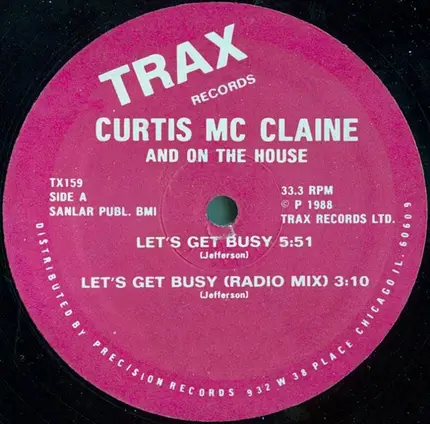 TRAX
RECORDS
CURTIS MC CLAINE
AND ON THE HOUSE
TX159
SIDE A
SANLAR PUBL. BMI
33.3 RPM
© P 1988
TRAX RECORDS LTD.
LET'S GET BUSY 5:51
(Jefferson)
LET'S GET BUSY (RADIO MIX) 3:10
(Jefferson)
DISTRIBUTED BY PRECISION RECORDS 932 W 38 PLACE CHICAGO IL. 60609